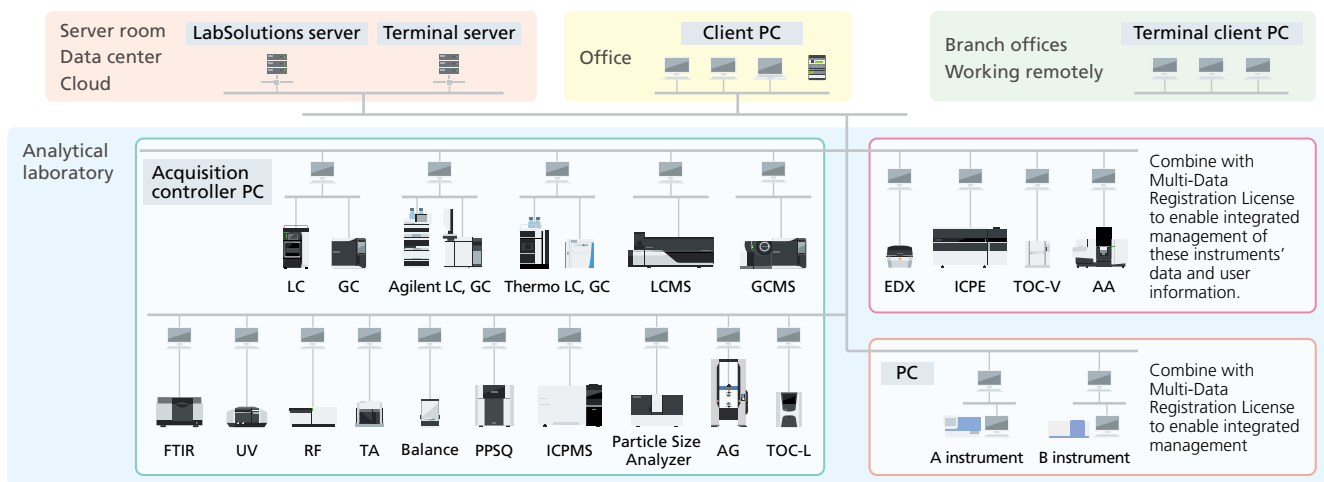 Server room
Data center
Cloud
LabSolutions server
Terminal server
Office
Client PC
Branch offices
Working remotely
Terminal client PC
Analytical
laboratory
Acquisition
controller PC
LC
GC
Agilent LC, GC
Thermo LC, GC
LCMS
GCMS
FTIR
UV
RF
TA
Balance
PPSQ
ICPMS
Particle Size
Analyzer
AG
TOC-L
EDX
ICPE
TOC-V
AA
Combine with
Multi-Data
Registration License
to enable integrated
management of
these instruments’
data and user
information.
PC
A instrument
B instrument
Combine with
Multi-Data
Registration License
to enable integrated
management